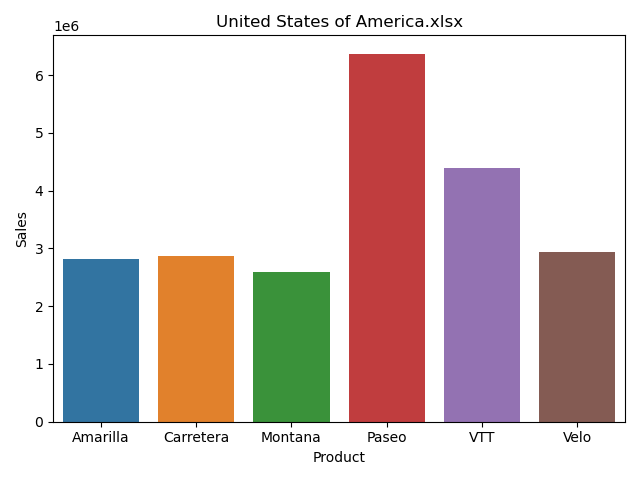 United States of America.xlsx
1e6
6
5
4
3
2
1
0
Sales
Amarilla Carretera Montana Paseo VTT Velo
Product